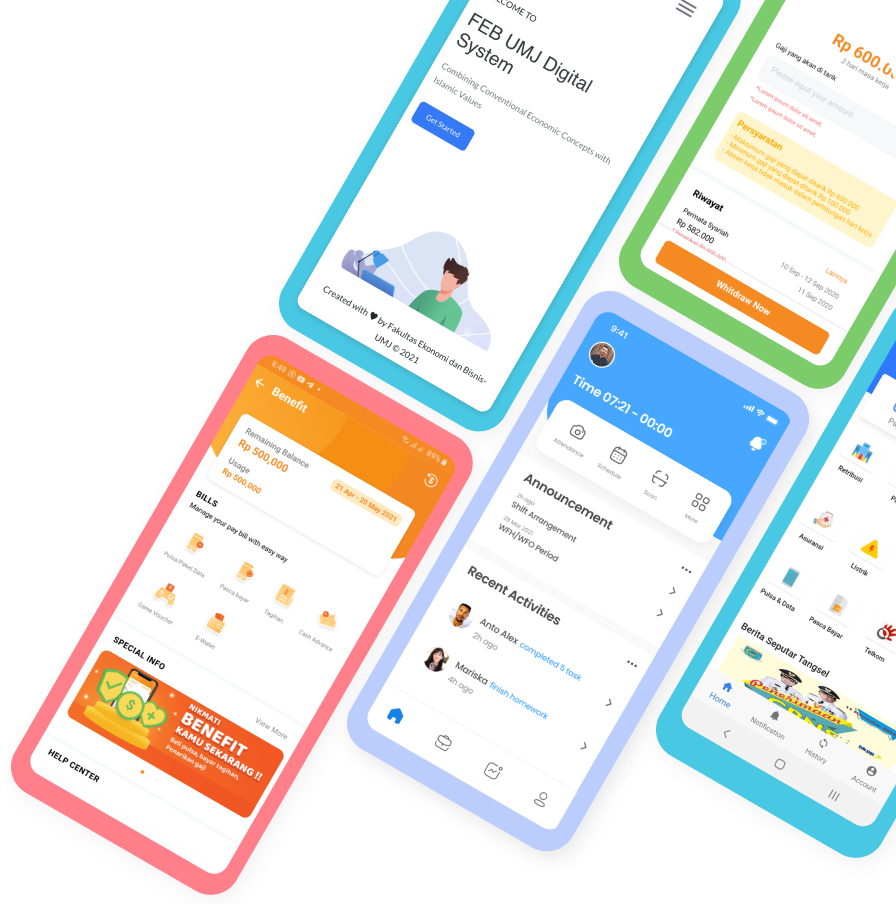 WELCOME TO
FEB UMJ Digital
System
Combining Conventional Economic Concepts with
Islamic Values
Get Started
Created with by Fakultas Ekonomi dan Bisnis-
UMJ © 2021
Rp 600.0
2 hari masa kerja
Gaji yang akan di tarik
Please input your amount
*Lorem ipsum dolor sit amet,
*Lorem ipsum dolor sit amet,
Persyaratan
- Maksimum gaji yang dapat ditarik Rp 600.000
- Minimum gaji yang dapat ditarik Rp 100.000
- Absen kerja tidak masuk dalam perhitungan hari kerja
Riwayat
Lainnya
Permata Syariah
10 Sep - 12 Sep 2020
Rp 582.000
11 Sep 2020
* Penarikan Rp 600.000
Whitdraw Now
8:48
89%
Benefit
Remaining Balance
Rp 500,000
21 Apr - 20 May 2021
Usage
Rp 500,000
BILLS
Manage your pay bill with easy way
Pulsa/Paket Data
Pasca bayar
Tagihan
Cash Advance
Game Voucher
E-Wallet
SPECIAL INFO
View More
NIKMATI
BENEFIT
KAMU SEKARANG !!
Beli pulsa, bayar tagihan,
Penarikan gaji
HELP CENTER
9:41
Time 07:21 - 00:00
Attendance
Schedule
Scan
More
Announcement
2h ago
Shift Arrangement
28 Mar 2021
WFH/WFO Period
Recent Activities
Anto Alex completed 5 task
2h ago
Mariska finish homework
4h ago
Retribusi
Asuransi
Listrik
Pulsa & Data
Pasca Bayar
Telkom
Berita Seputar Tangsel
Penerimaan
Home
Notification
History
Account